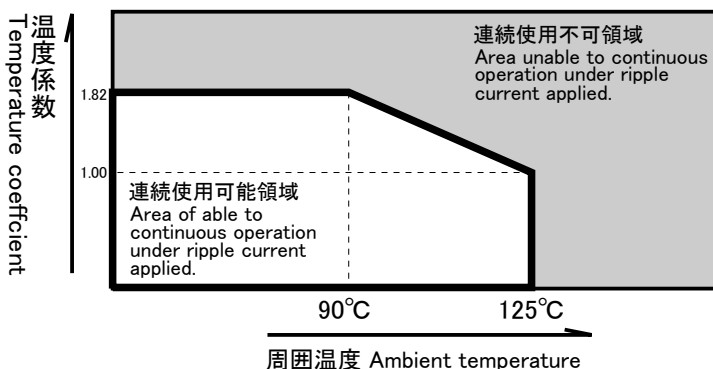 温度係数
Temperature coeffcient
連続使用不可領域
Area unable to continuous
operation under ripple
current applied.
1.82
1.00
連続使用可能領域
Area of able to
continuous operation
under ripple current
applied.
90℃
125℃
周囲温度 Ambient temperature